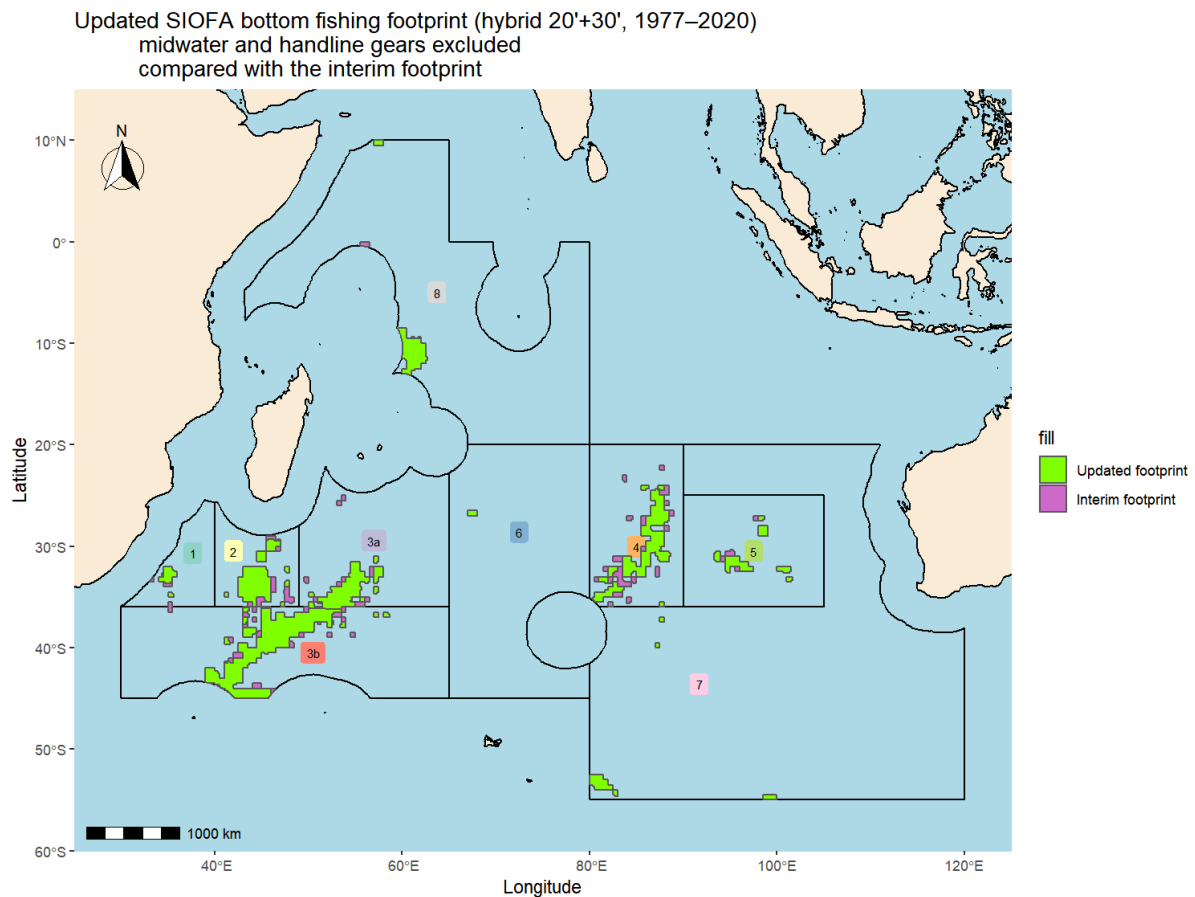 Updated SIOFA bottom fishing footprint (hybrid 20'+30', 1977–2020)
midwater and handline gears excluded
compared with the interim footprint
N
10°N
0°
8
10°S
20°S
Latitude
fill
Updated footprint
Interim footprint
30°S
1
2
3a
6
4
5
40°S
3b
7
50°S
1000 km
60°S
40°E
60°E
80°E
100°E
120°E
Longitude